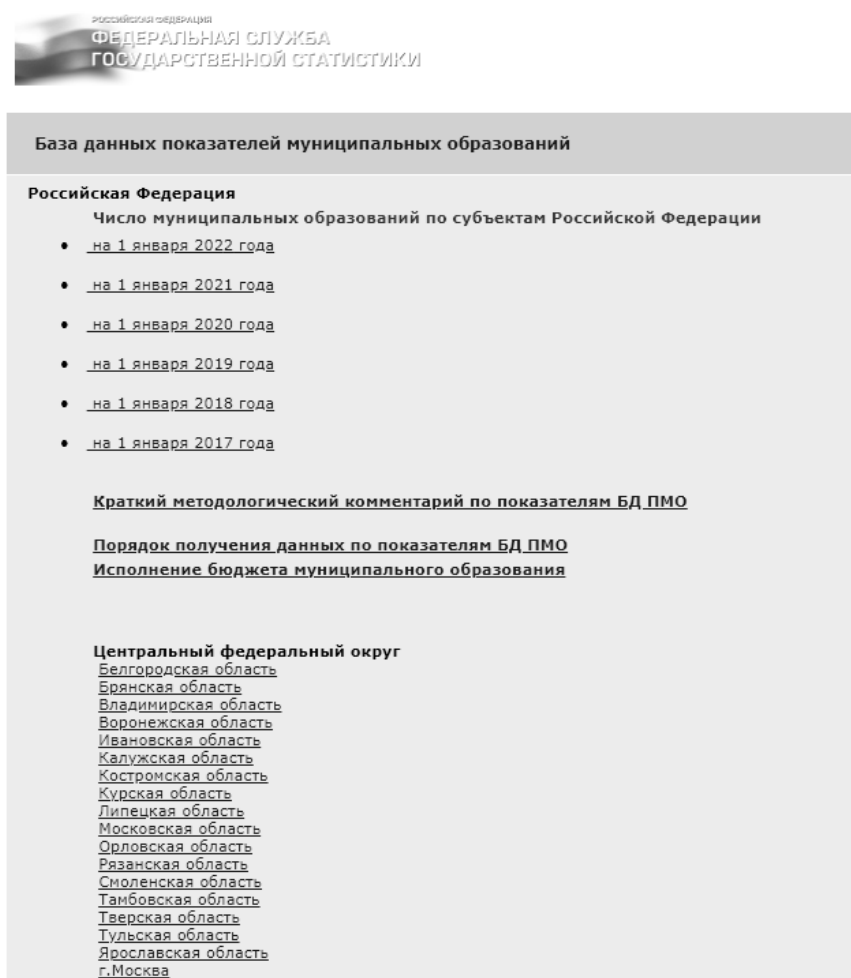 РОССИЙСКАЯ ФЕДЕРАЦИЯ
ФЕДЕРАЛЬНАЯ СЛУЖБА
ГОСУДАРСТВЕННОЙ СТАТИСТИКИ
База данных показателей муниципальных образований
Российская Федерация
Число муниципальных образований по субъектам Российской Федерации
• на 1 января 2022 года
• на 1 января 2021 года
• на 1 января 2020 года
• на 1 января 2019 года
• на 1 января 2018 года
• на 1 января 2017 года
Краткий методологический комментарий по показателям БД ПМО
Порядок получения данных по показателям БД ПМО
Исполнение бюджета муниципального образования
Центральный федеральный округ
Белгородская область
Брянская область
Владимирская область
Воронежская область
Ивановская область
Калужская область
Костромская область
Курская область
Липецкая область
Московская область
Орловская область
Рязанская область
Смоленская область
Тамбовская область
Тверская область
Тульская область
Ярославская область
г.Москва